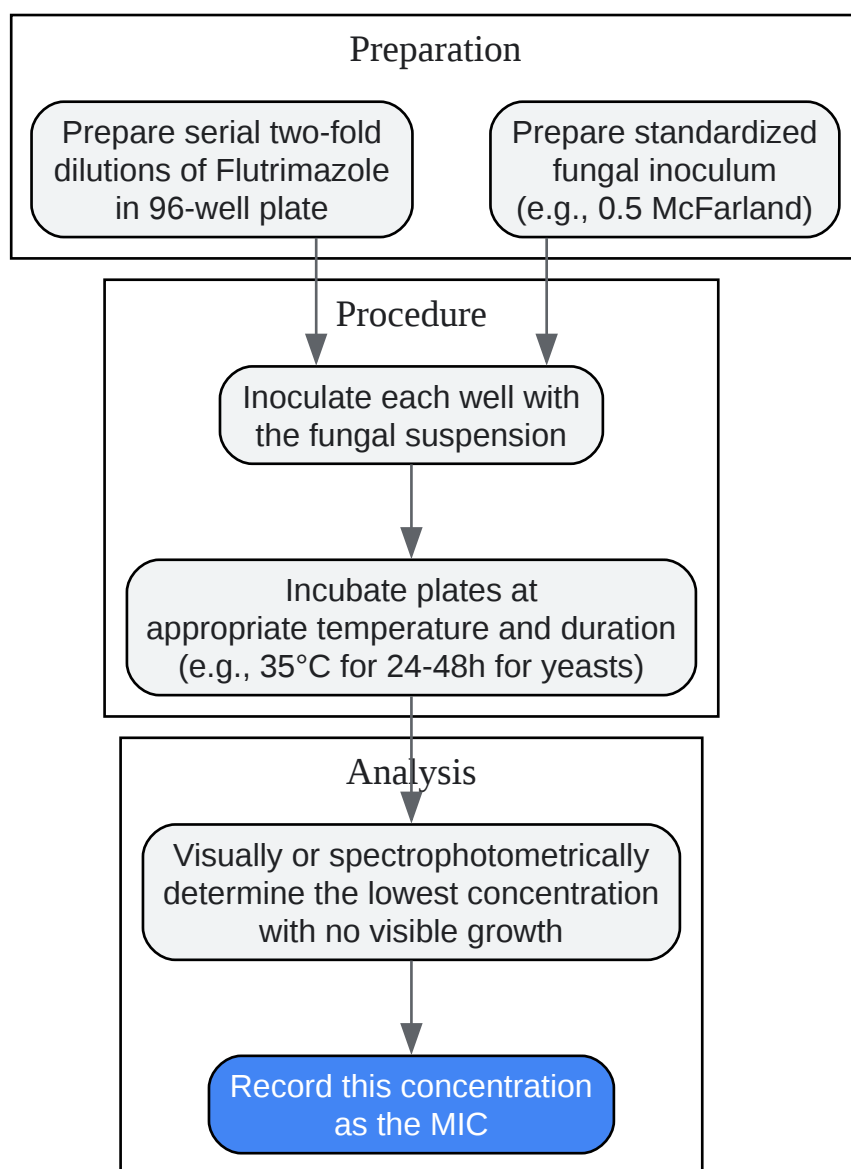 Preparation
Prepare serial two-fold
dilutions of Flutrimazole
in 96-well plate
Prepare standardized
fungal inoculum
(e.g., 0.5 McFarland)
Procedure
Inoculate each well with
the fungal suspension
Incubate plates at
appropriate temperature and duration
(e.g., 35°C for 24-48h for yeasts)
Analysis
Visually or spectrophotometrically
determine the lowest concentration
with no visible growth
Record this concentration
as the MIC